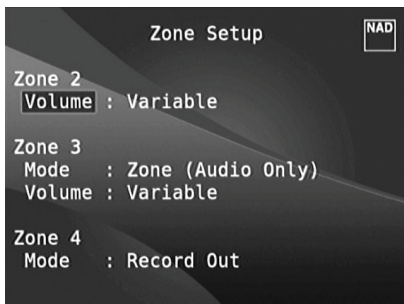 Zone Setup
NAD
Zone 2
Volume : Variable
Zone 3
Mode : Zone (Audio Only)
Volume : Variable
Zone 4
Mode : Record Out